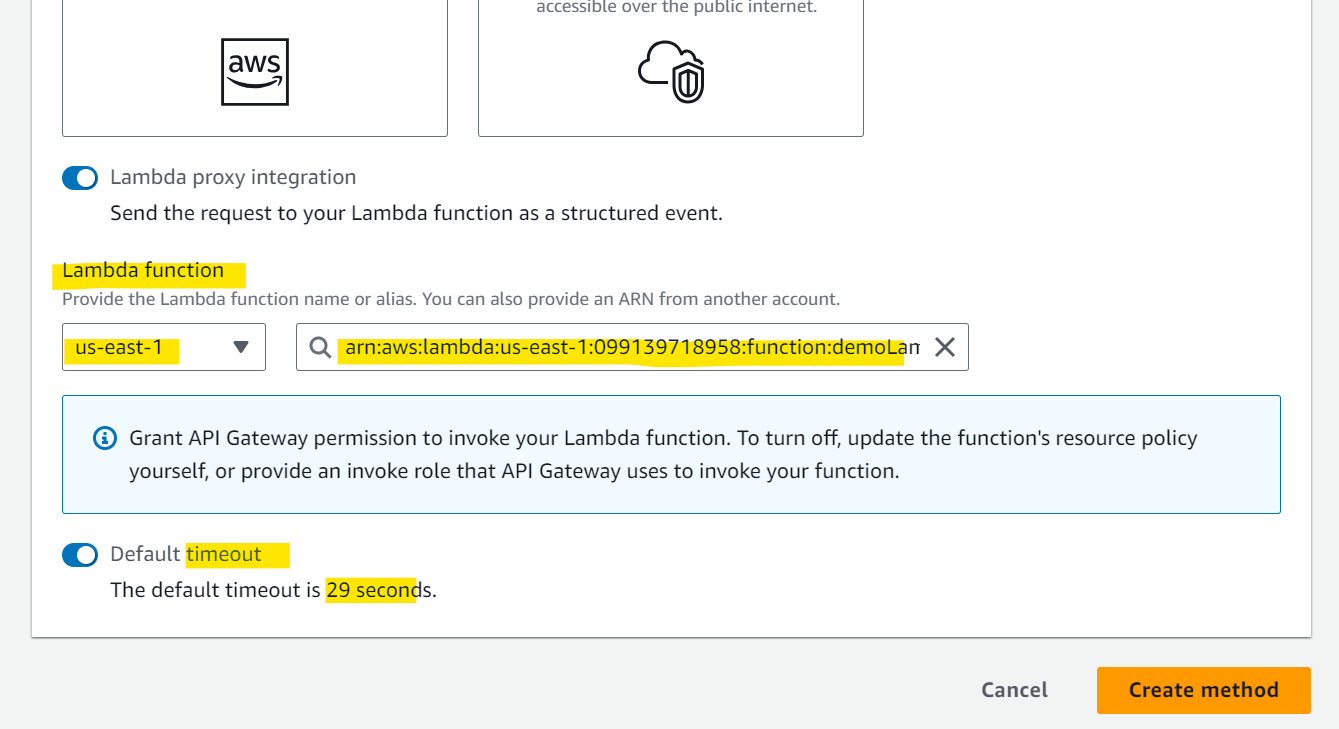 accessible over the public internet.
aws
Lambda proxy integration
Send the request to your Lambda function as a structured event.
Lambda function
Provide the Lambda function name or alias. You can also provide an ARN from another account.
us-east-1
arn:aws:lambda:us-east-1:099139718958:function:demoLam
Grant API Gateway permission to invoke your Lambda function. To turn off, update the function's resource policy
yourself, or provide an invoke role that API Gateway uses to invoke your function.
Default timeout
The default timeout is 29 seconds.
Cancel
Create method